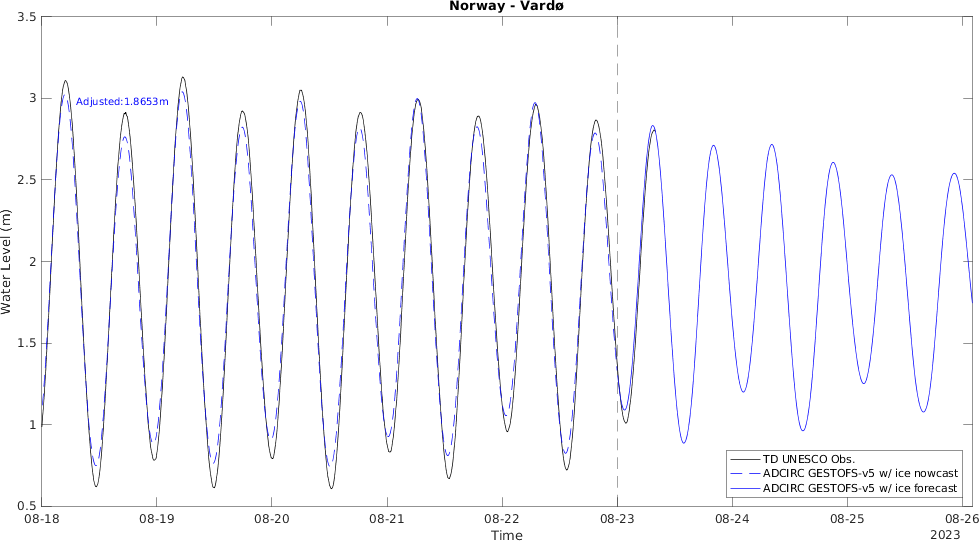 Norway - Vardø
3.5
3
2.5
2
1.5
1
0.5
Water Level (m)
Adjusted:1.8653m
TD UNESCO Obs.
ADCIRC GESTOFS-v5 w/ ice nowcast
ADCIRC GESTOFS-v5 w/ ice forecast
08-18 08-19 08-20 08-21 08-22 08-23 08-24 08-25 08-26
Time
2023